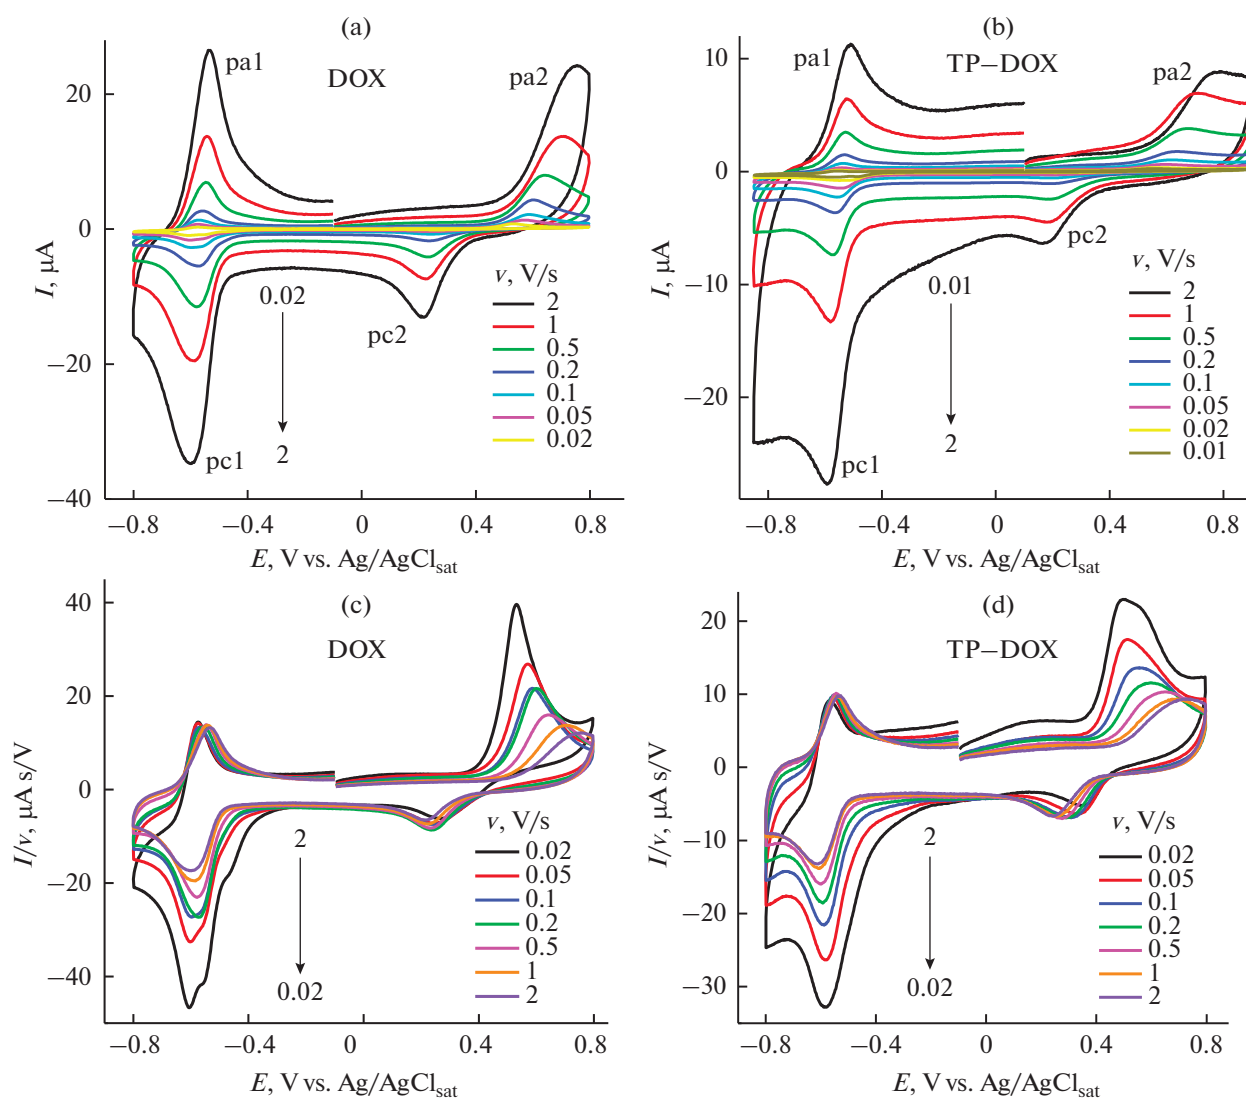 (a)
DOX
pa1
pa2
20
0
−20
−40
I, μA
0.02
2
pc1
pc2
v, V/s
2
1
0.5
0.2
0.1
0.05
0.02
−0.8
−0.4
0
0.4
0.8
E, V vs. Ag/AgClsat
(b)
TP−DOX
pa1
pa2
10
0
−10
−20
I, μA
0.01
2
pc1
pc2
v, V/s
2
1
0.5
0.2
0.1
0.05
0.02
0.01
−0.8
−0.4
0
0.4
0.8
E, V vs. Ag/AgClsat
(c)
DOX
40
20
0
−20
−40
I/v, μA s/V
2
0.02
v, V/s
0.02
0.05
0.1
0.2
0.5
1
2
−0.8
−0.4
0
0.4
0.8
E, V vs. Ag/AgClsat
(d)
TP−DOX
20
10
0
−10
−20
−30
I/v, μA s/V
2
0.02
v, V/s
0.02
0.05
0.1
0.2
0.5
1
2
−0.8
−0.4
0
0.4
0.8
E, V vs. Ag/AgClsat